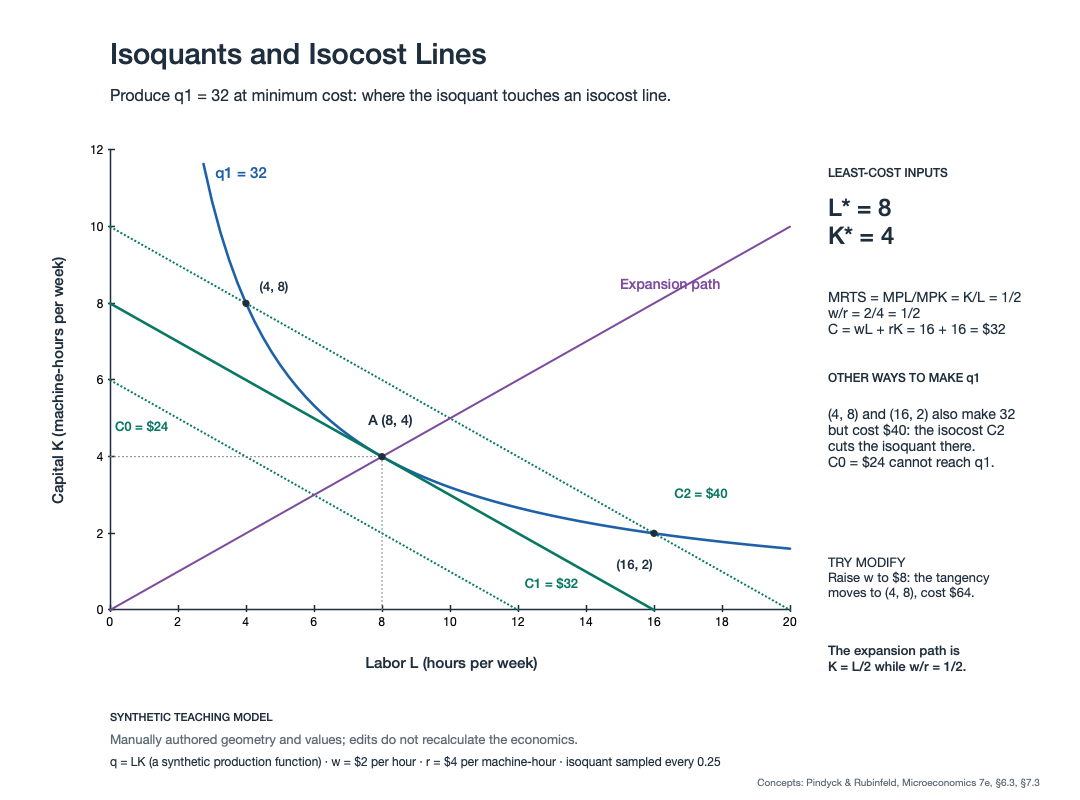 Isoquants and Isocost Lines
Produce q1 = 32 at minimum cost: where the isoquant touches an isocost line.
12
10
8
6
4
2
0
Capital K (machine-hours per week)
q1 = 32
(4, 8)
Expansion path
A (8, 4)
C0 = $24
C2 = $40
(16, 2)
C1 = $32
0
2
4
6
8
10
12
14
16
18
20
Labor L (hours per week)
LEAST-COST INPUTS
L* = 8
K* = 4
MRTS = MPL/MPK = K/L = 1/2
w/r = 2/4 = 1/2
C = wL + rK = 16 + 16 = $32
OTHER WAYS TO MAKE q1
(4, 8) and (16, 2) also make 32
but cost $40: the isocost C2
cuts the isoquant there.
C0 = $24 cannot reach q1.
TRY MODIFY
Raise w to $8: the tangency
moves to (4, 8), cost $64.
The expansion path is
K = L/2 while w/r = 1/2.
SYNTHETIC TEACHING MODEL
Manually authored geometry and values; edits do not recalculate the economics.
q = LK (a synthetic production function) · w = $2 per hour · r = $4 per machine-hour · isoquant sampled every 0.25
Concepts: Pindyck & Rubinfeld, Microeconomics 7e, §6.3, §7.3